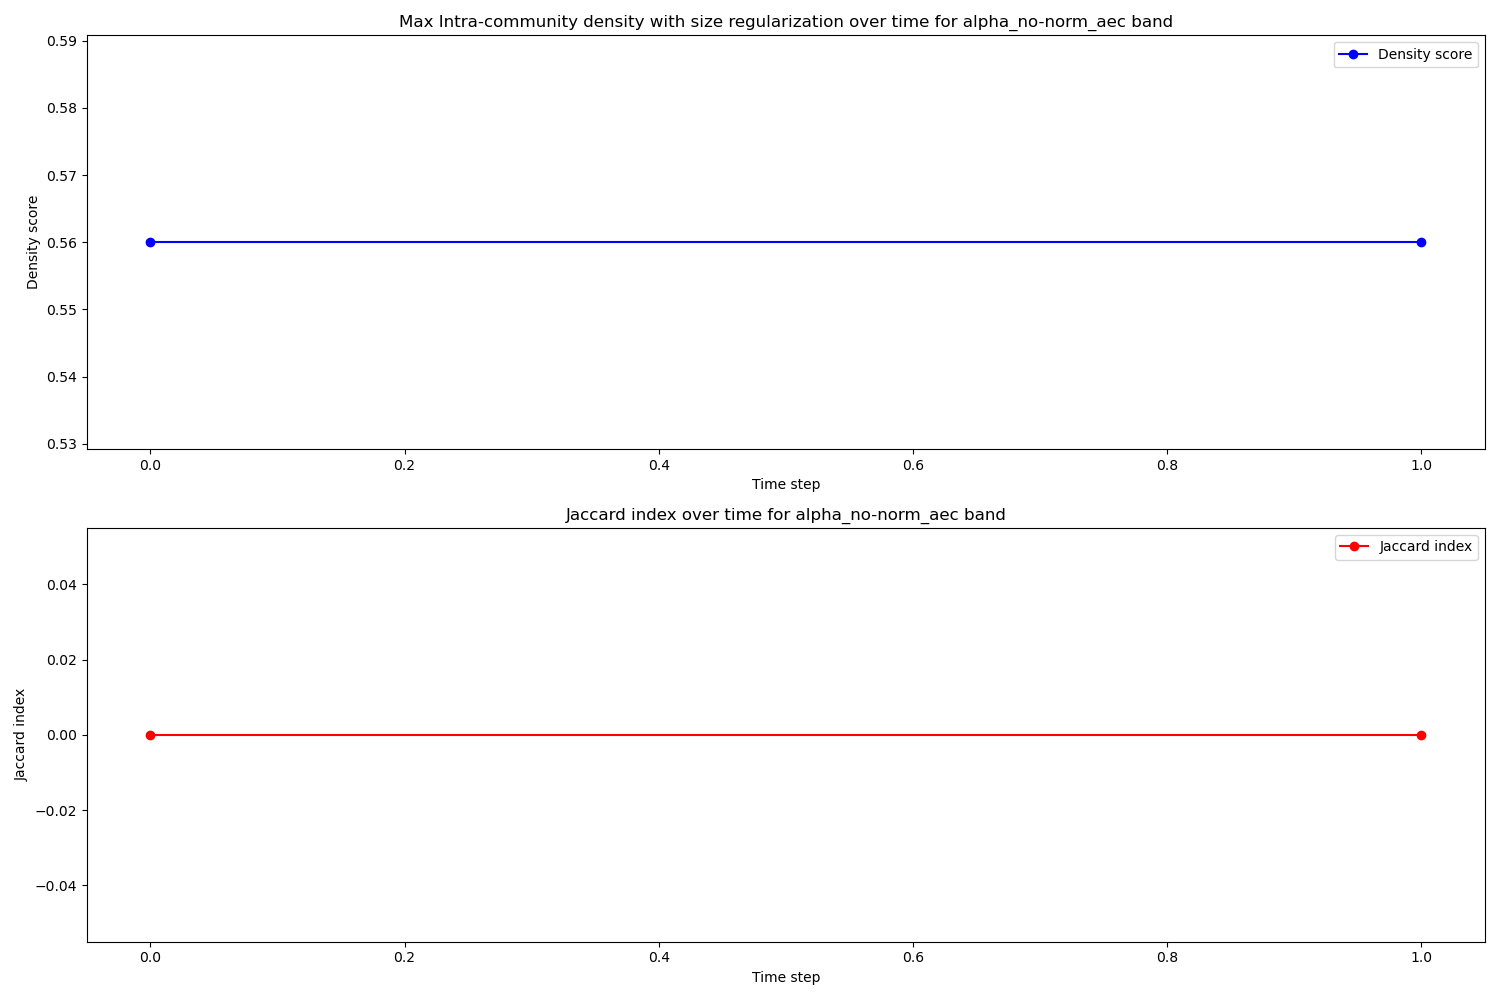 Max Intra-community density with size regularization over time for alpha_no-norm_aec band
Density score
0.59
0.58
0.57
0.56
0.55
0.54
0.53
Density score
0.0 0.2 0.4 0.6 0.8 1.0
Time step
Jaccard index over time for alpha_no-norm_aec band
Jaccard index
0.04
0.02
0.00
−0.02
−0.04
Jaccard index
0.0 0.2 0.4 0.6 0.8 1.0
Time step